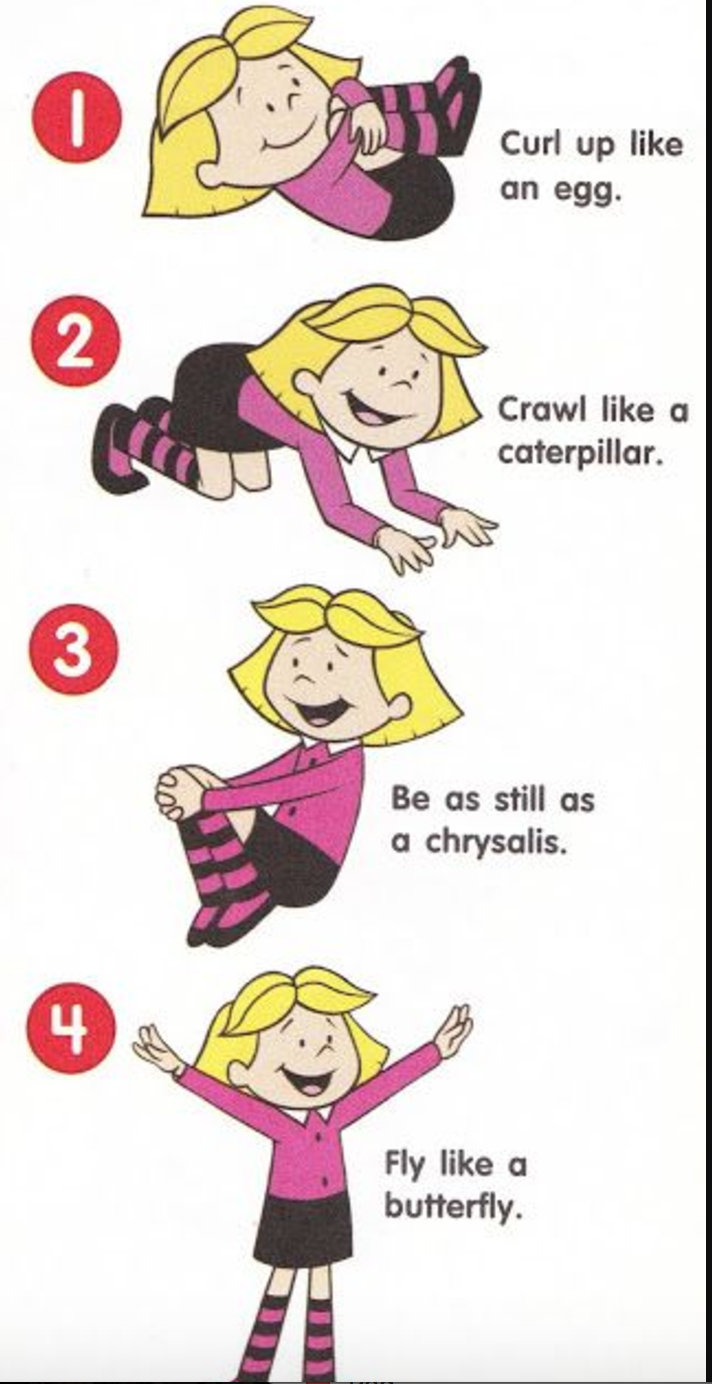 1
Curl up like
an egg.
2
Crawl like a
caterpillar.
3
Be as still as
a chrysalis.
4
Fly like a
butterfly.